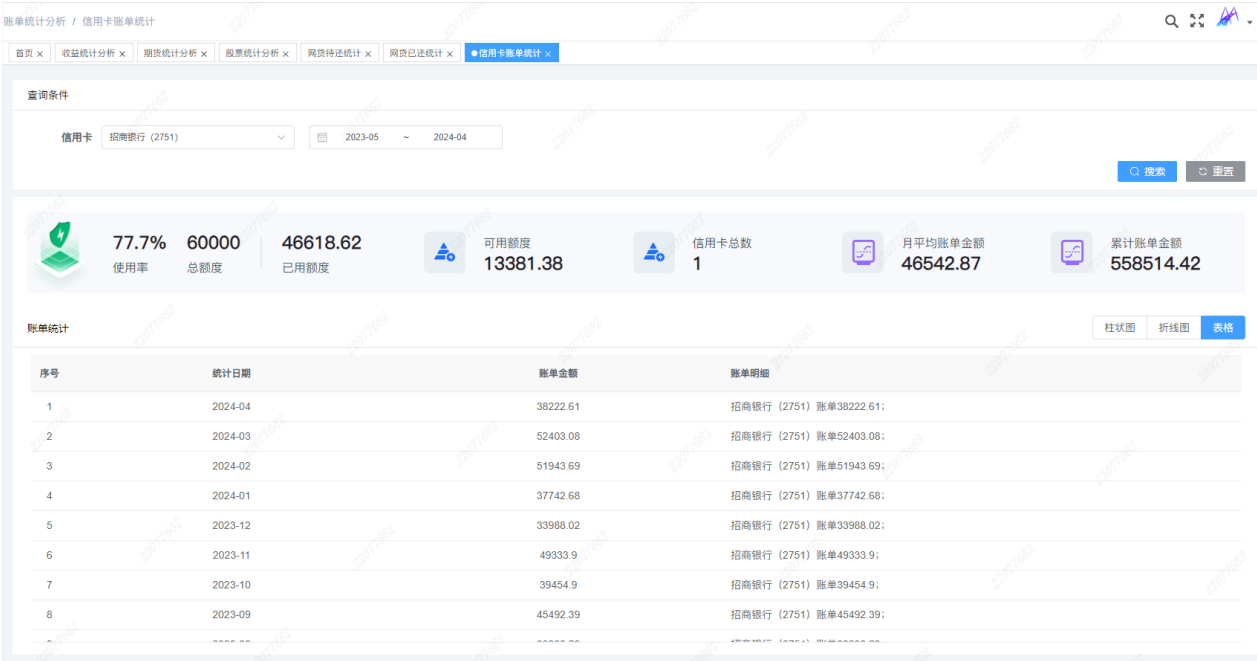 账单统计分析 / 信用卡账单统计
首页 × 收益统计分析 × 期货统计分析 × 股票统计分析 × 网贷待还统计 × 网贷已还统计 × 信用卡账单统计 ×
查询条件
信用卡 招商银行（2751） 2023-05 ~ 2024-04
搜索 重置
77.7% 60000 46618.62
使用率 总额度 已用额度
可用额度
13381.38
信用卡总数
1
月平均账单金额
46542.87
累计账单金额
558514.42
账单统计 柱状图 折线图 表格
序号 统计日期 账单金额 账单明细
1 2024-04 38222.61 招商银行（2751）账单38222.61;
2 2024-03 52403.08 招商银行（2751）账单52403.08;
3 2024-02 51943.69 招商银行（2751）账单51943.69;
4 2024-01 37742.68 招商银行（2751）账单37742.68;
5 2023-12 33988.02 招商银行（2751）账单33988.02;
6 2023-11 49333.9 招商银行（2751）账单49333.9;
7 2023-10 39454.9 招商银行（2751）账单39454.9;
8 2023-09 45492.39 招商银行（2751）账单45492.39;
22077662